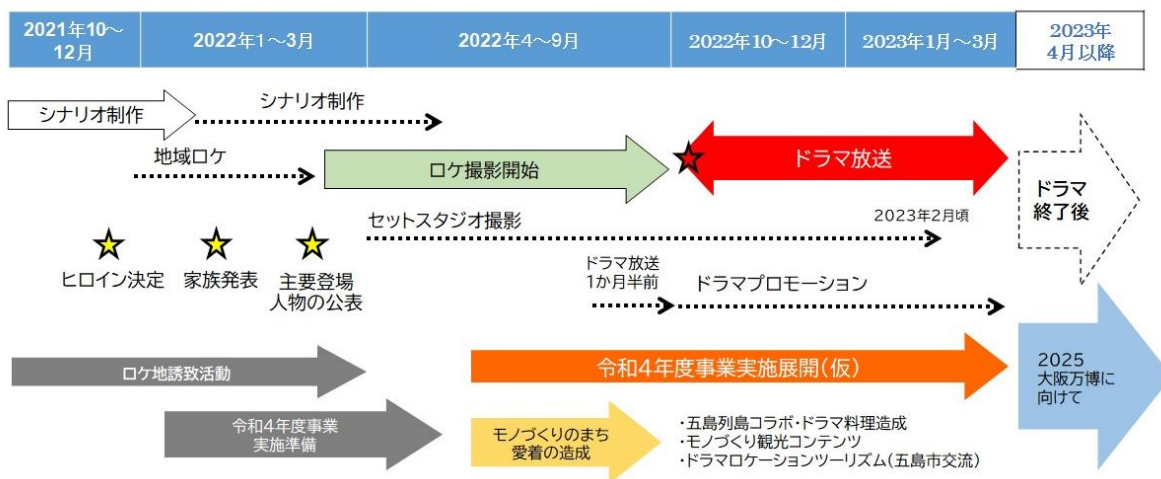 2021年10～
12月
2022年1～3月
2022年4～9月
2022年10～12月
2023年1月～3月
2023年
4月以降
シナリオ制作
シナリオ制作
地域ロケ
ロケ撮影開始
ドラマ放送
ドラマ
終了後
セットスタジオ撮影
2023年2月頃
ヒロイン決定
家族発表
主要登場
人物の公表
ドラマ放送
1か月半前
ドラマプロモーション
ロケ地誘致活動
令和4年度事業実施展開(仮)
2025
大阪万博に
向けて
令和4年度事業
実施準備
モノづくりのまち
愛着の造成
・五島列島コラボ・ドラマ料理造成
・モノづくり観光コンテンツ
・ドラマロケーションツーリズム(五島市交流)